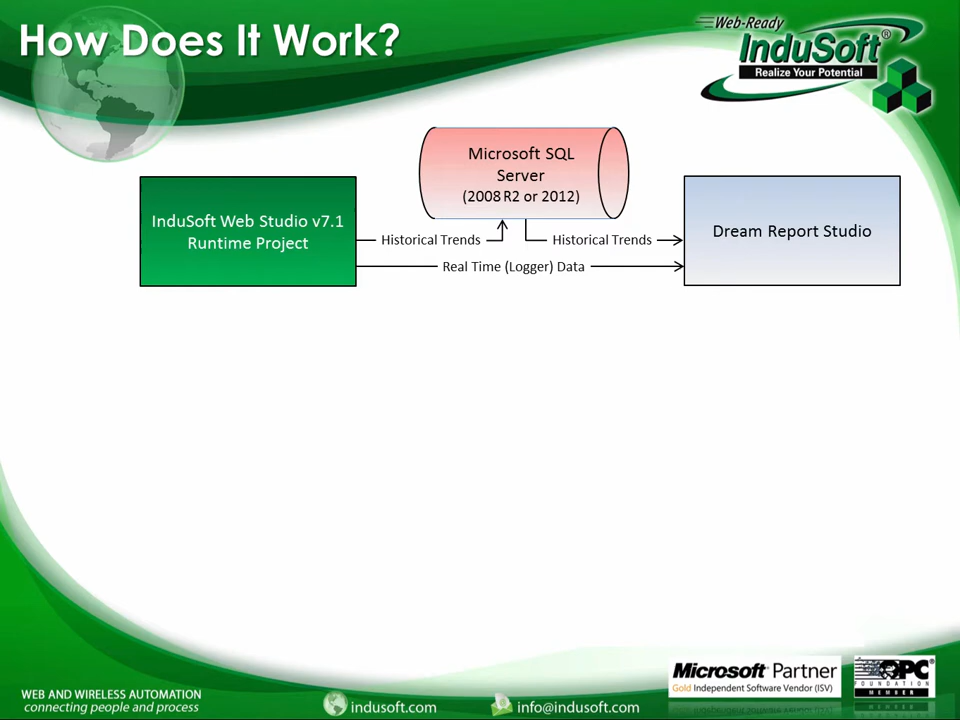 How Does It Work?
Web-Ready
InduSoft®
Realize Your Potential
Microsoft SQL
Server
(2008 R2 or 2012)
InduSoft Web Studio v7.1
Runtime Project
Dream Report Studio
Historical Trends
Historical Trends
Real Time (Logger) Data
Microsoft Partner
Gold Independent Software Vendor (ISV)
OPC®
FOUNDATION
MEMBER
WEB AND WIRELESS AUTOMATION
connecting people and process
indusoft.com
info@indusoft.com